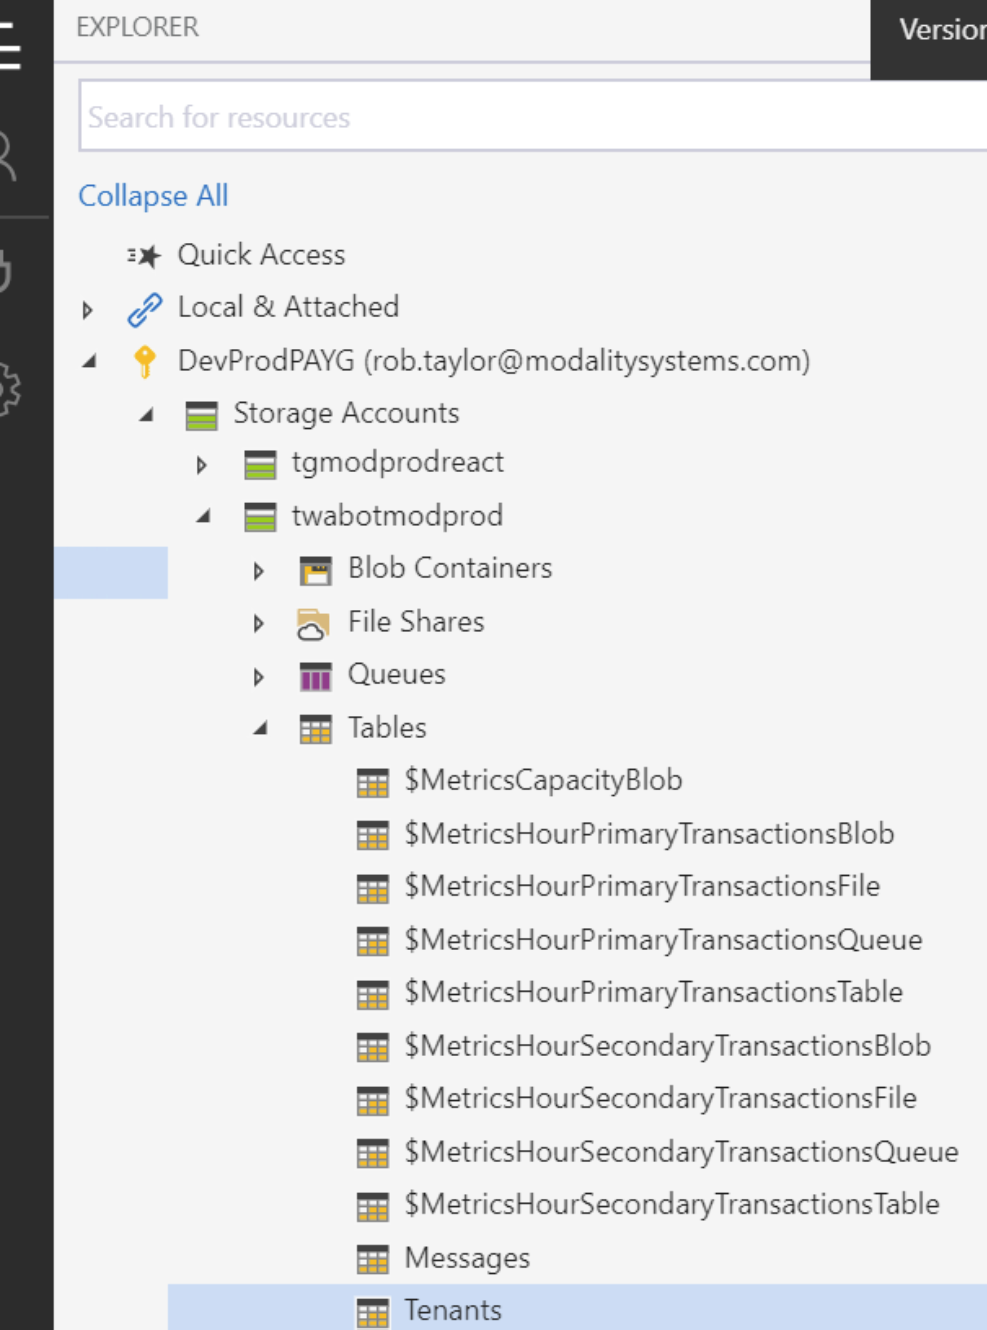 EXPLORER
Version
Search for resources
Collapse All
Quick Access
Local & Attached
DevProdPAYG (rob.taylor@modalitysystems.com)
Storage Accounts
tgmodprodreact
twabotmodprod
Blob Containers
File Shares
Queues
Tables
$MetricsCapacityBlob
$MetricsHourPrimaryTransactionsBlob
$MetricsHourPrimaryTransactionsFile
$MetricsHourPrimaryTransactionsQueue
$MetricsHourPrimaryTransactionsTable
$MetricsHourSecondaryTransactionsBlob
$MetricsHourSecondaryTransactionsFile
$MetricsHourSecondaryTransactionsQueue
$MetricsHourSecondaryTransactionsTable
Messages
Tenants